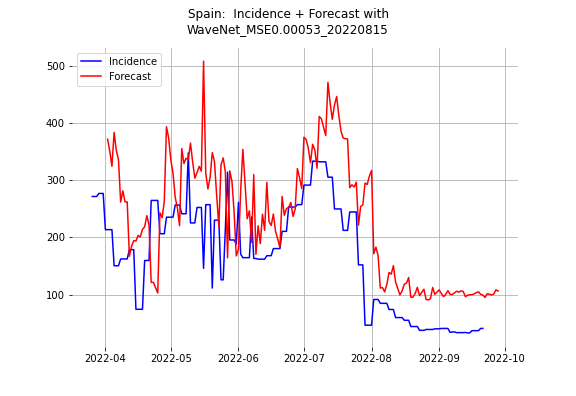 Spain:  Incidence + Forecast with
WaveNet_MSE0.00053_20220815
Incidence
Forecast
500
400
300
200
100
2022-04 2022-05 2022-06 2022-07 2022-08 2022-09 2022-10